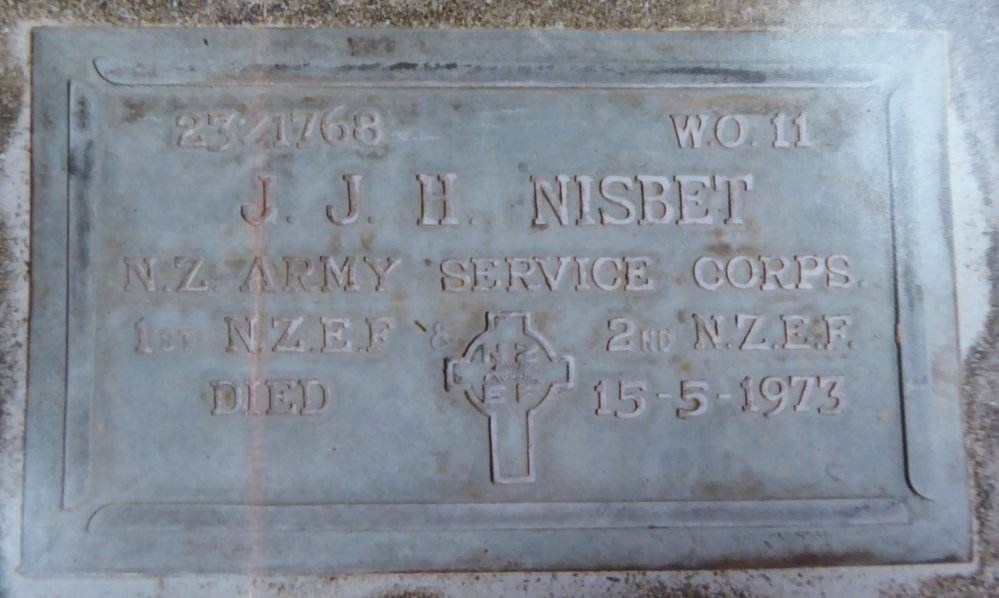 23/1768 W.O. 11
J. J. H. NISBET
N.Z. ARMY SERVICE CORPS.
1ST N.Z.E.F & 2ND N.Z.E.F.
N Z
E F
DIED 15-5-1973